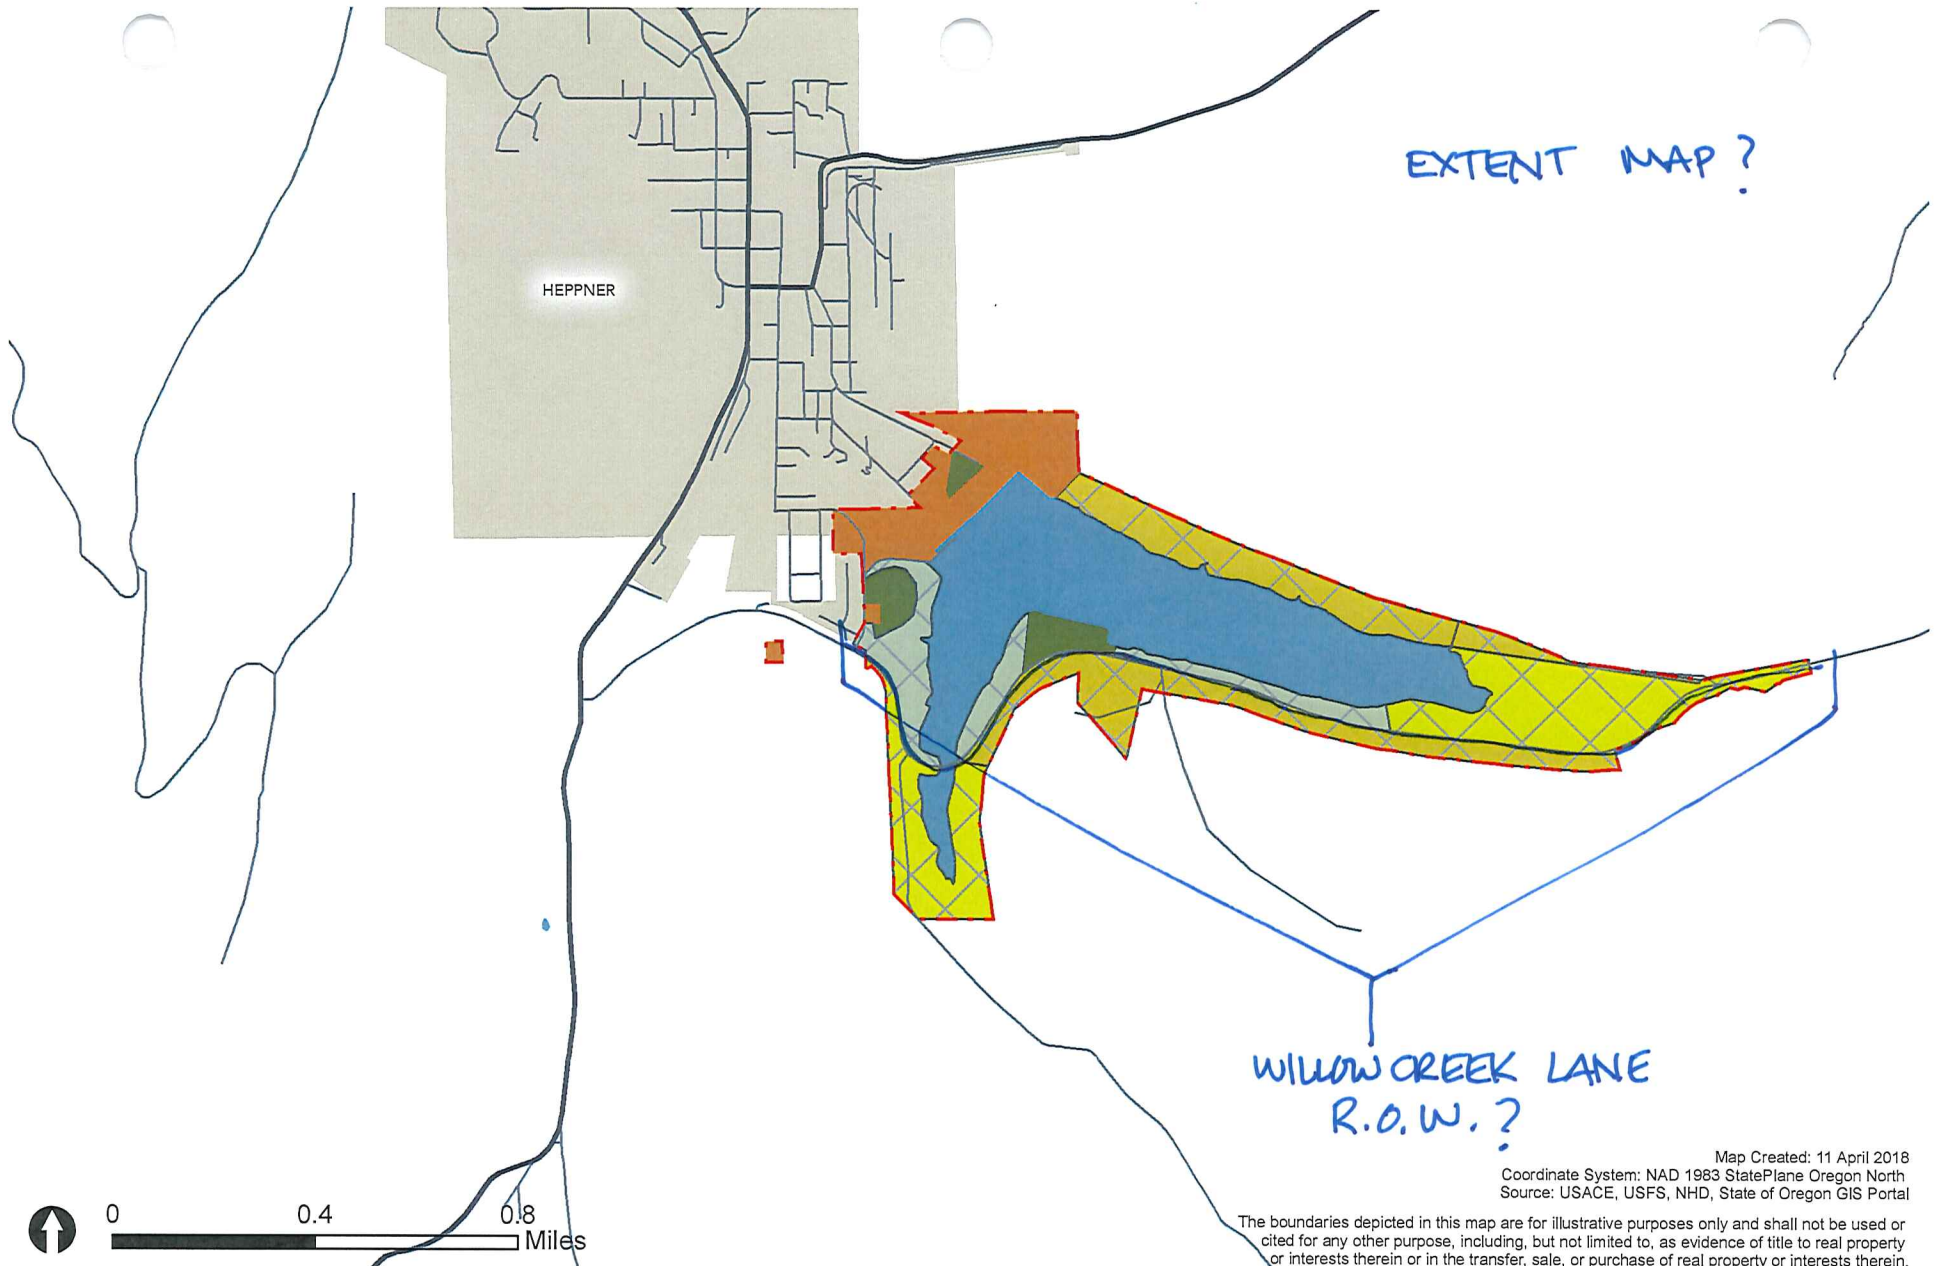 EXTENT MAP?
HEPPNER
WILLOW CREEK LANE
R.O.W.?
Map Created: 11 April 2018
Coordinate System: NAD 1983 StatePlane Oregon North
Source: USACE, USFS, NHD, State of Oregon GIS Portal
0 0.4 0.8
Miles
The boundaries depicted in this map are for illustrative purposes only and shall not be used or
cited for any other purpose, including, but not limited to, as evidence of title to real property
or interests therein or in the transfer, sale, or purchase of real property or interests therein.